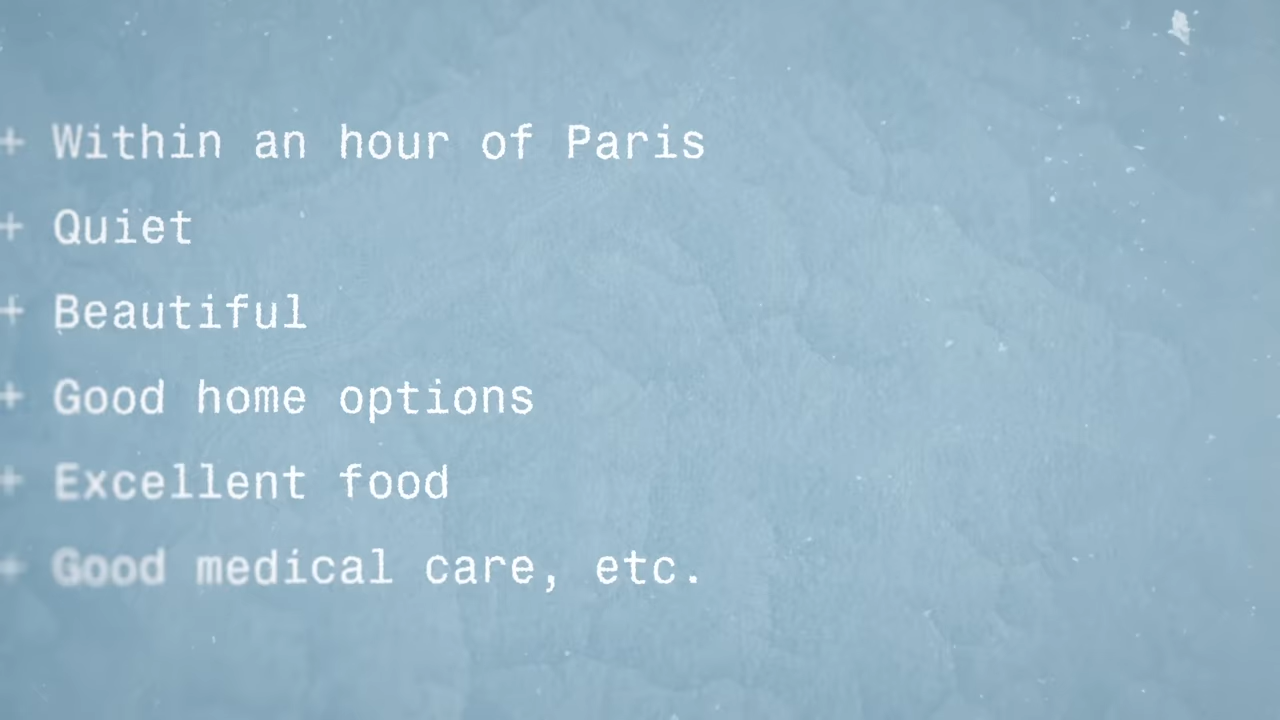 + Within an hour of Paris
+ Quiet
+ Beautiful
+ Good home options
+ Excellent food
+ Good medical care, etc.